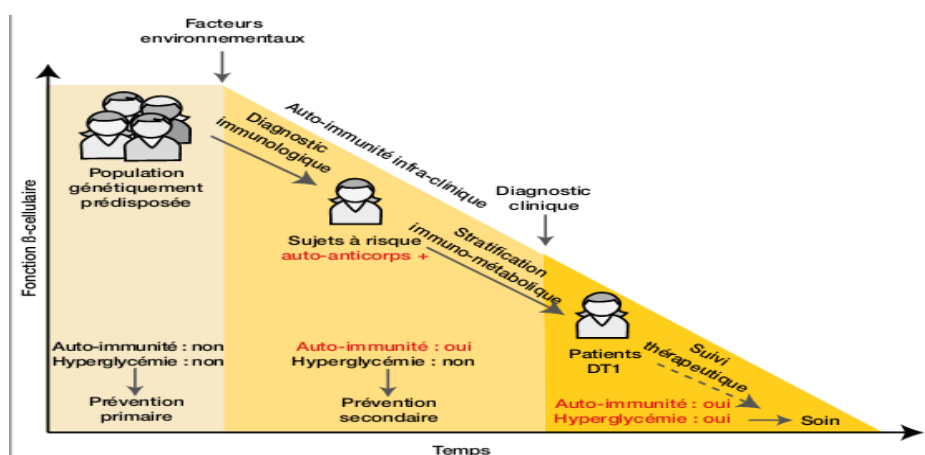 Facteurs
environnementaux
Fonction ß-cellulaire
Population
génétiquement
prédisposée
Diagnostic
immunologique
Auto-immunité infra-clinique
Sujets à risque
auto-anticorps +
Stratification
immuno-métabolique
Diagnostic
clinique
Patients
DT1
Suivi
thérapeutique
Auto-immunité : non
Hyperglycémie : non
Prévention
primaire
Auto-immunité : oui
Hyperglycémie : non
Prévention
secondaire
Auto-immunité : oui
Hyperglycémie : oui
Soin
Temps